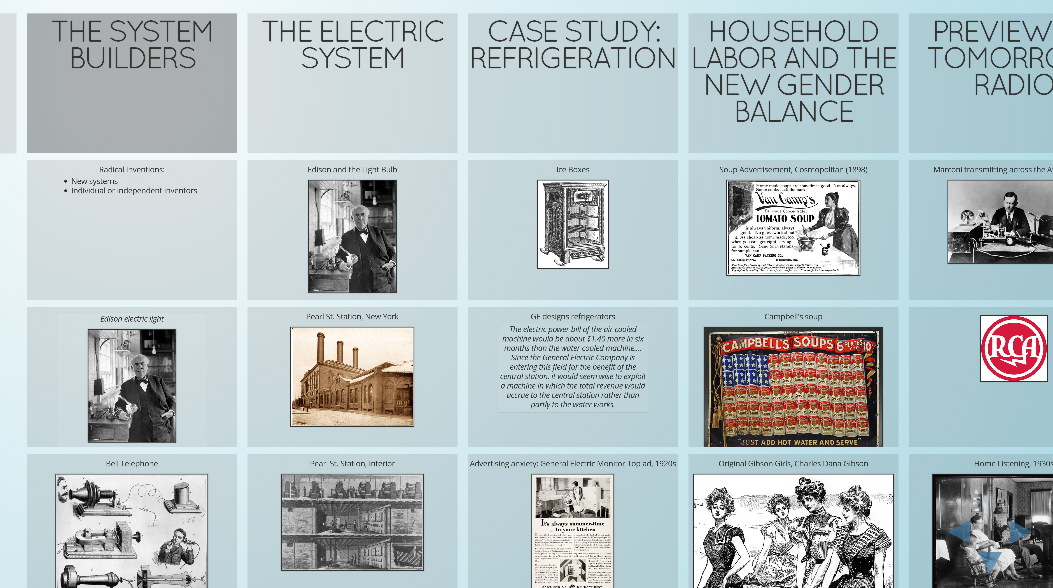 THE SYSTEM
BUILDERS
THE ELECTRIC
SYSTEM
CASE STUDY:
REFRIGERATION
HOUSEHOLD
LABOR AND THE
NEW GENDER
BALANCE
PREVIEW
TOMORRO
RADIO
Radical Inventions:
New systems
Individual or independent inventors
Edison and the Light Bulb
Ice Boxes
Soup Advertisement, Cosmopolitan (1898)
Van Camp's
TOMATO SOUP
Marconi transmitting across the A
Edison electric light
Pearl St. Station, New York
GE designs refrigerators
The electric power bill of the air cooled
machine would be about $1.40 more in six
months than the water cooled machine....
Since the General Electric Company is
entering this field for the benefit of the
central station, it would seem wise to exploit
a machine in which the total revenue would
accrue to the central station rather than
partly to the water works.
Campbell's soup
CAMPBELL'S SOUPS
"JUST ADD HOT WATER AND SERVE"
RCA
Bell Telephone
Pearl St. Station, Interior
Advertising anxiety: General Electric Monitor Top ad, 1920s
It's always summer-time
in your kitchen
Original Gibson Girls, Charles Dana Gibson
Home Listening, 1930s